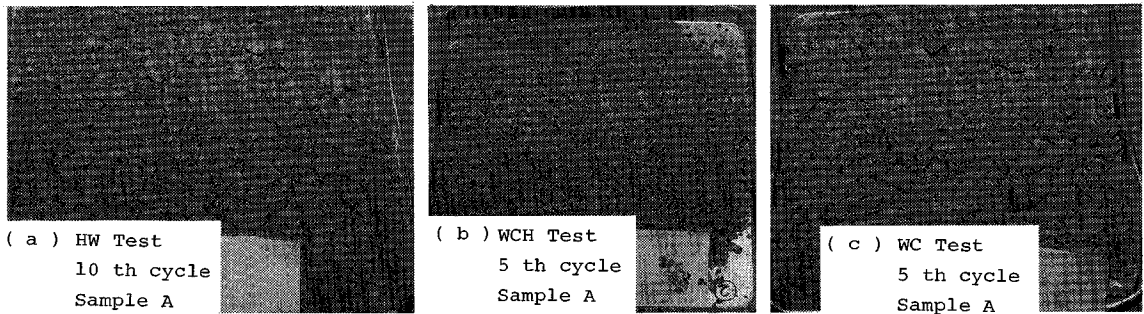 ( a ) HW Test
10 th cycle
Sample A
( b ) WCH Test
5 th cycle
Sample A
( c ) WC Test
5 th cycle
Sample A